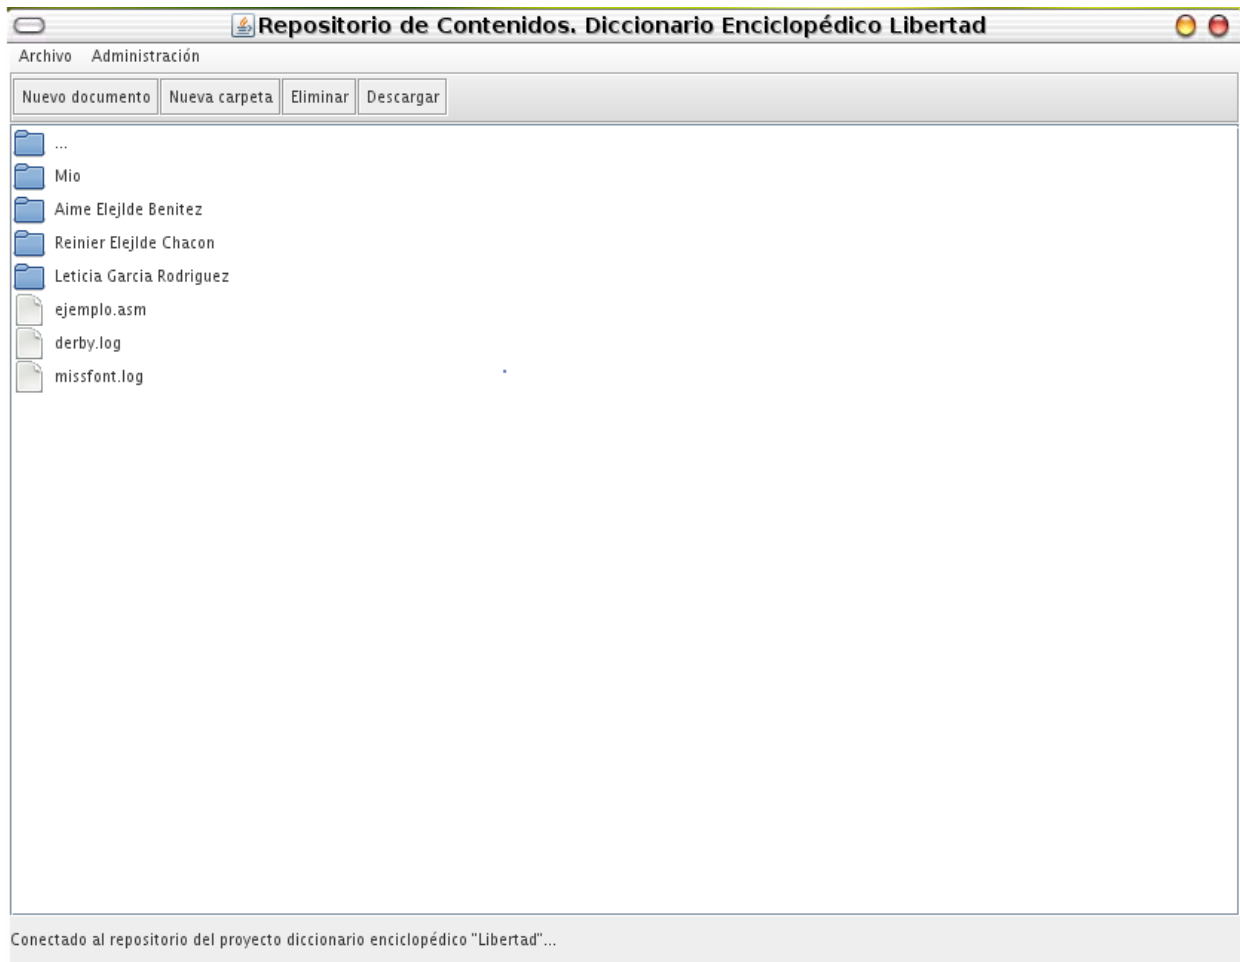 Repositorio de Contenidos. Diccionario Enciclopédico Libertad
Archivo Administración
Nuevo documento Nueva carpeta Eliminar Descargar
...
Mio
Aime Elejlde Benitez
Reinier Elejlde Chacon
Leticia Garcia Rodriguez
ejemplo.asm
derby.log
missfont.log
Conectado al repositorio del proyecto diccionario enciclopédico "Libertad"...